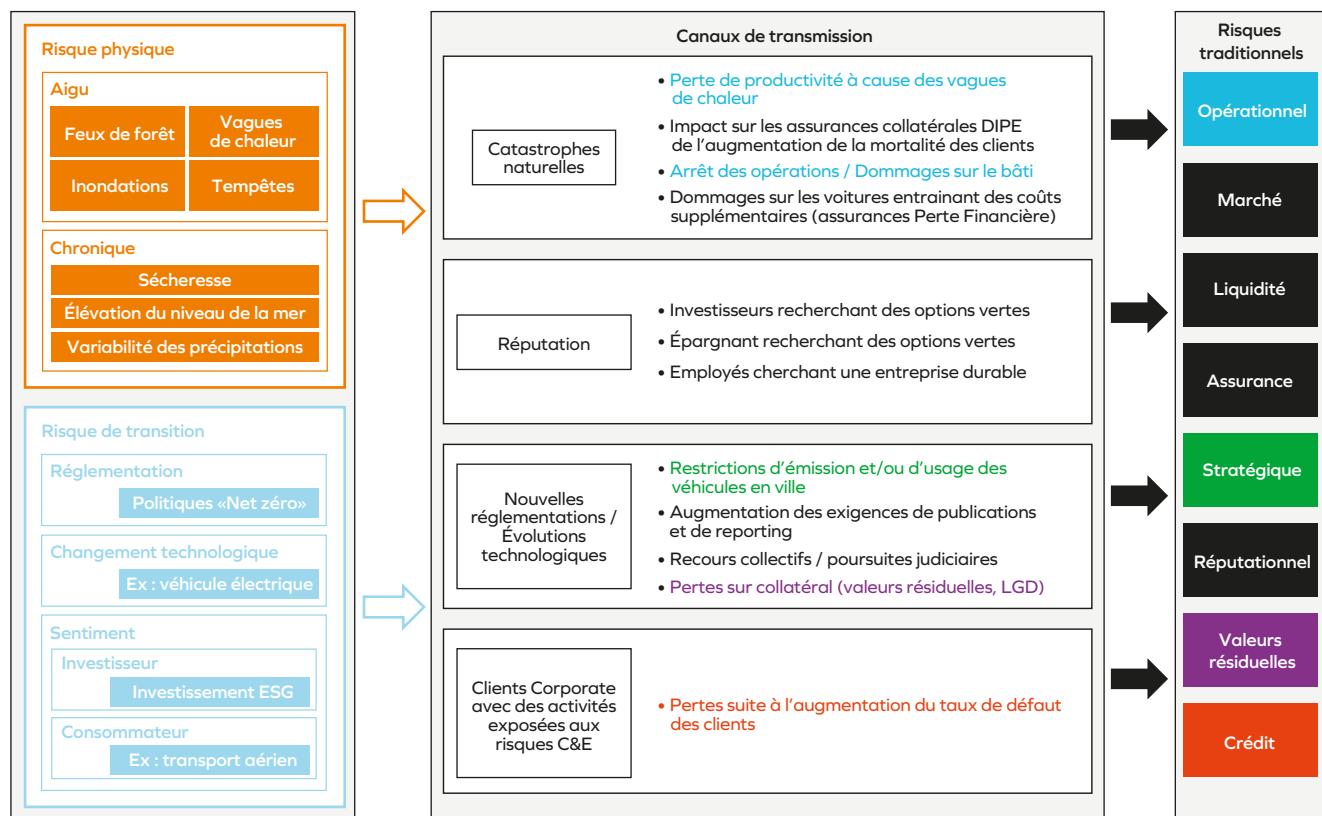 Risque physique
Aigu
Feux de forêt
Vagues
de chaleur
Inondations
Tempêtes
Chronique
Sécheresse
Élévation du niveau de la mer
Variabilité des précipitations
Risque de transition
Réglementation
Politiques «Net zéro»
Changement technologique
Ex : véhicule électrique
Sentiment
Investisseur
Investissement ESG
Consommateur
Ex : transport aérien
Canaux de transmission
Catastrophes
naturelles
• Perte de productivité à cause des vagues
de chaleur
• Impact sur les assurances collatérales DIPE
de l'augmentation de la mortalité des clients
• Arrêt des opérations / Dommages sur le bâti
• Dommages sur les voitures entrainant des coûts
supplémentaires (assurances Perte Financière)
Réputation
• Investisseurs recherchant des options vertes
• Épargnant recherchant des options vertes
• Employés cherchant une entreprise durable
Nouvelles
réglementations /
Évolutions
technologiques
• Restrictions d'émission et/ou d'usage des
véhicules en ville
• Augmentation des exigences de publications
et de reporting
• Recours collectifs / poursuites judiciaires
• Pertes sur collatéral (valeurs résiduelles, LGD)
Clients Corporate
avec des activités
exposées aux
risques C&E
• Pertes suite à l'augmentation du taux de défaut
des clients
Risques
traditionnels
Opérationnel
Marché
Liquidité
Assurance
Stratégique
Réputationnel
Valeurs
résiduelles
Crédit